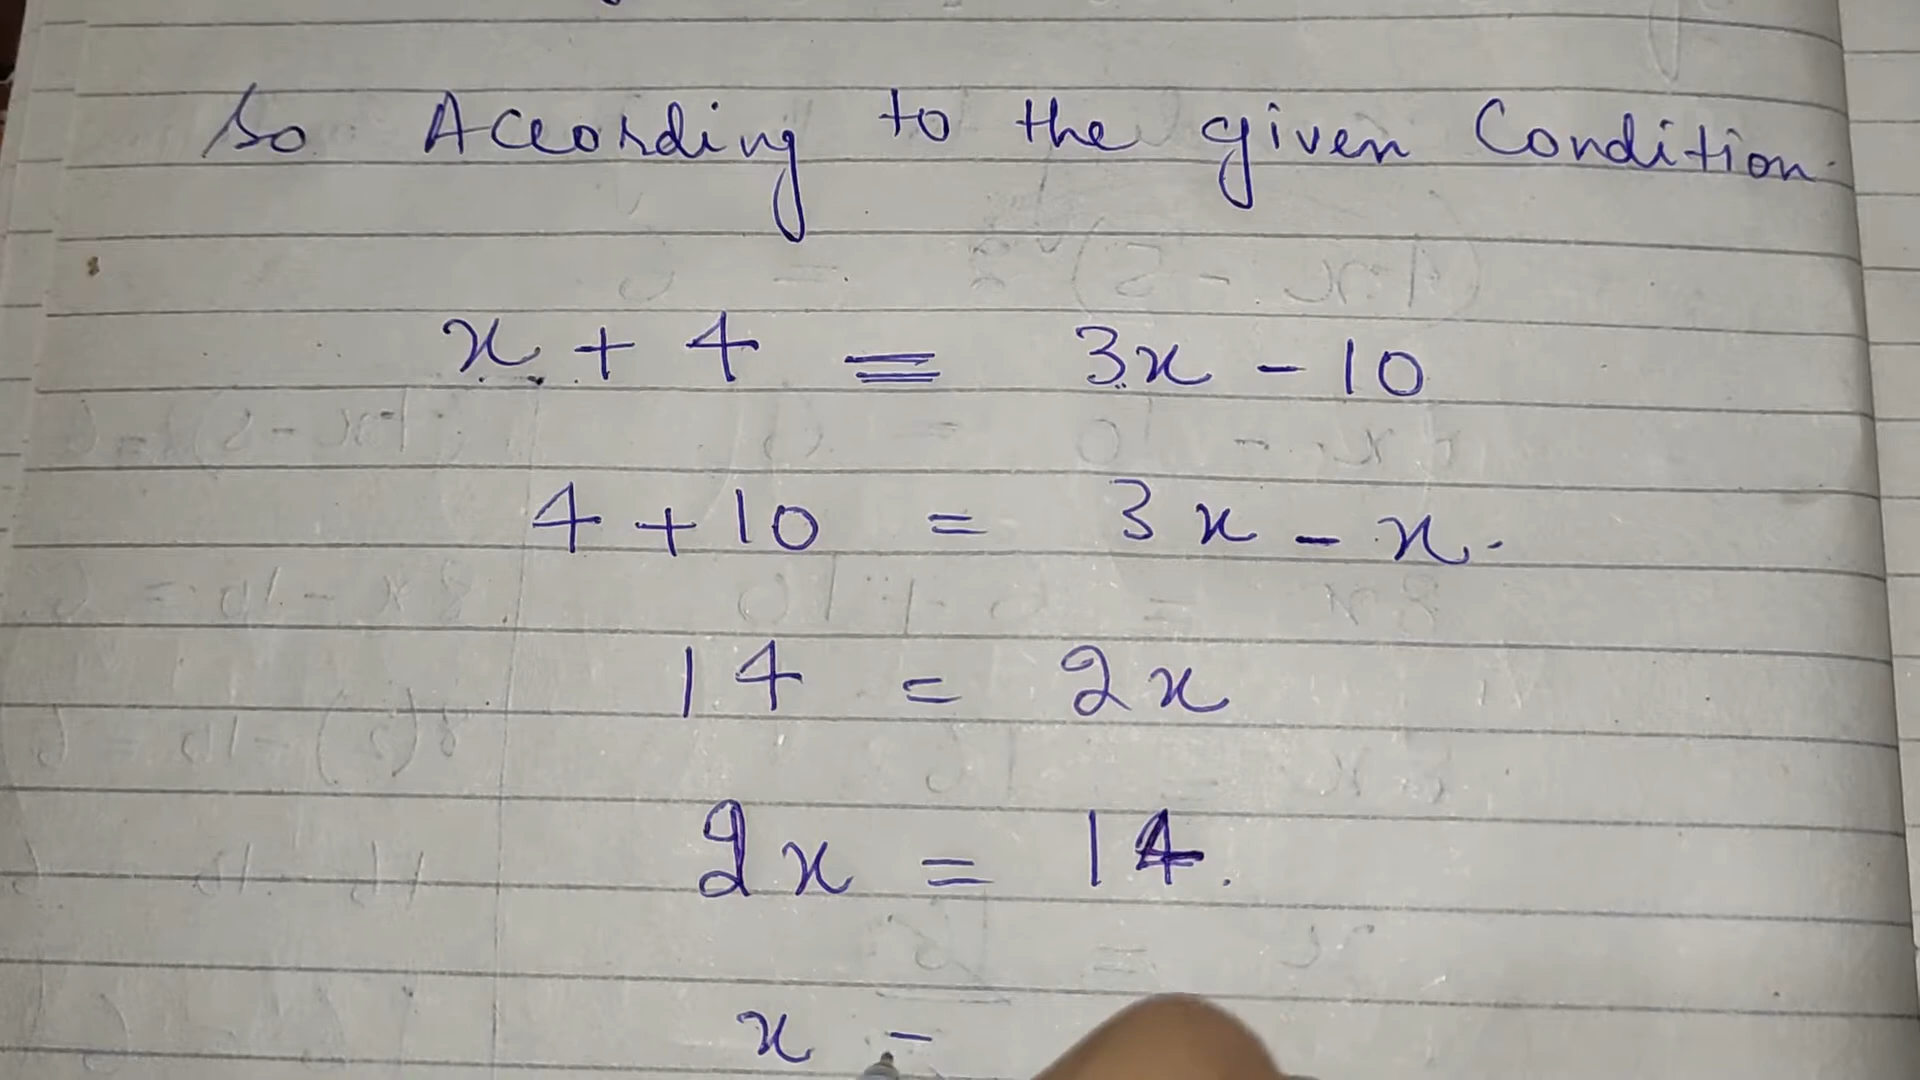 So According to the given Condition.
x + 4 = 3x - 10
4 + 10 = 3x - x.
14 = 2x
2x = 14.
x =